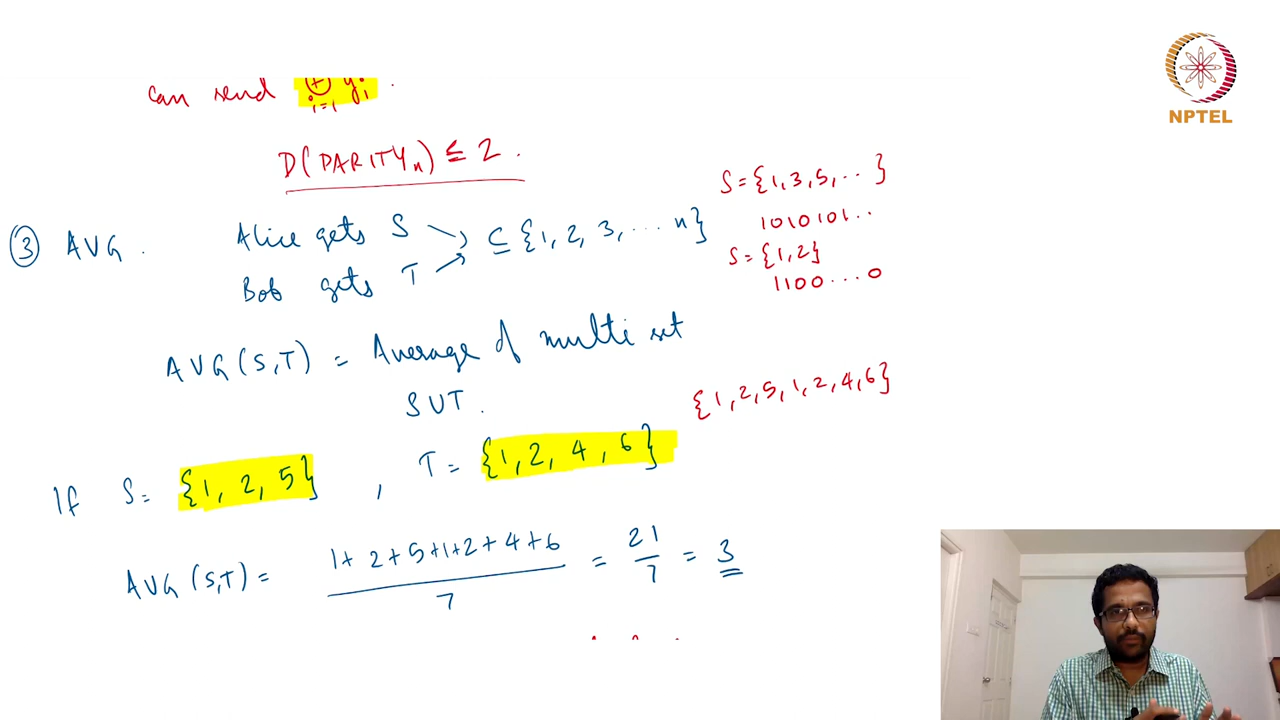 can send ⊕ i=1 yi .
D(PARITYn) ≤ 2 .
③ AVG . Alice gets S
Bob gets T
⊆ {1, 2, 3, ... n}
S = {1, 3, 5, .. }
1010101..
S = {1, 2}
1100 ... 0
AVG(S,T) = Average of multi set
S U T .
{1, 2, 5, 1, 2, 4, 6}
If S = {1, 2, 5} , T = {1, 2, 4, 6}
AVG (S,T) = 1+ 2+5+1+2+4+6 / 7 = 21 / 7 = 3
NPTEL